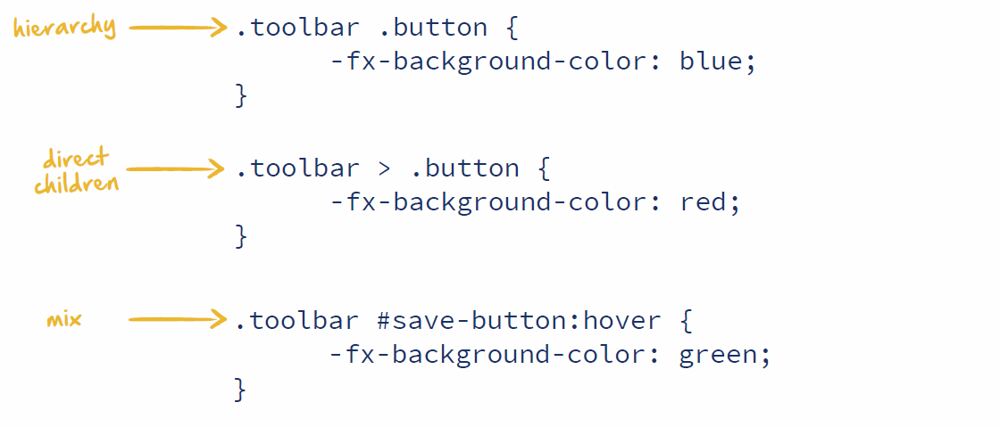 hierarchy .toolbar .button {
-fx-background-color: blue;
}
direct
children .toolbar > .button {
-fx-background-color: red;
}
mix .toolbar #save-button:hover {
-fx-background-color: green;
}